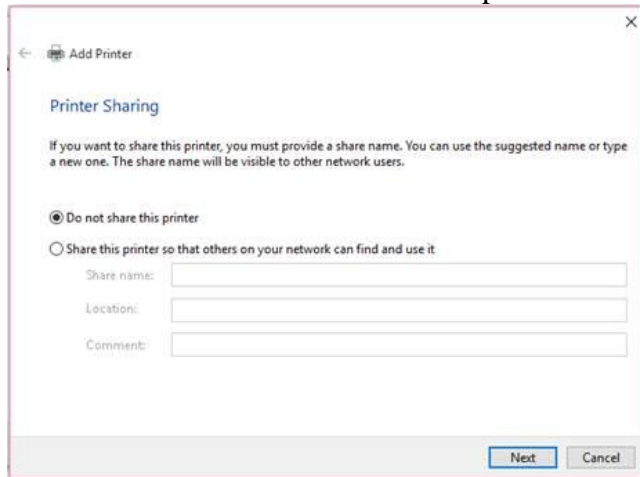 Add Printer
Printer Sharing
If you want to share this printer, you must provide a share name. You can use the suggested name or type
a new one. The share name will be visible to other network users.
Do not share this printer
Share this printer so that others on your network can find and use it
Share name:
Location:
Comment:
Next Cancel